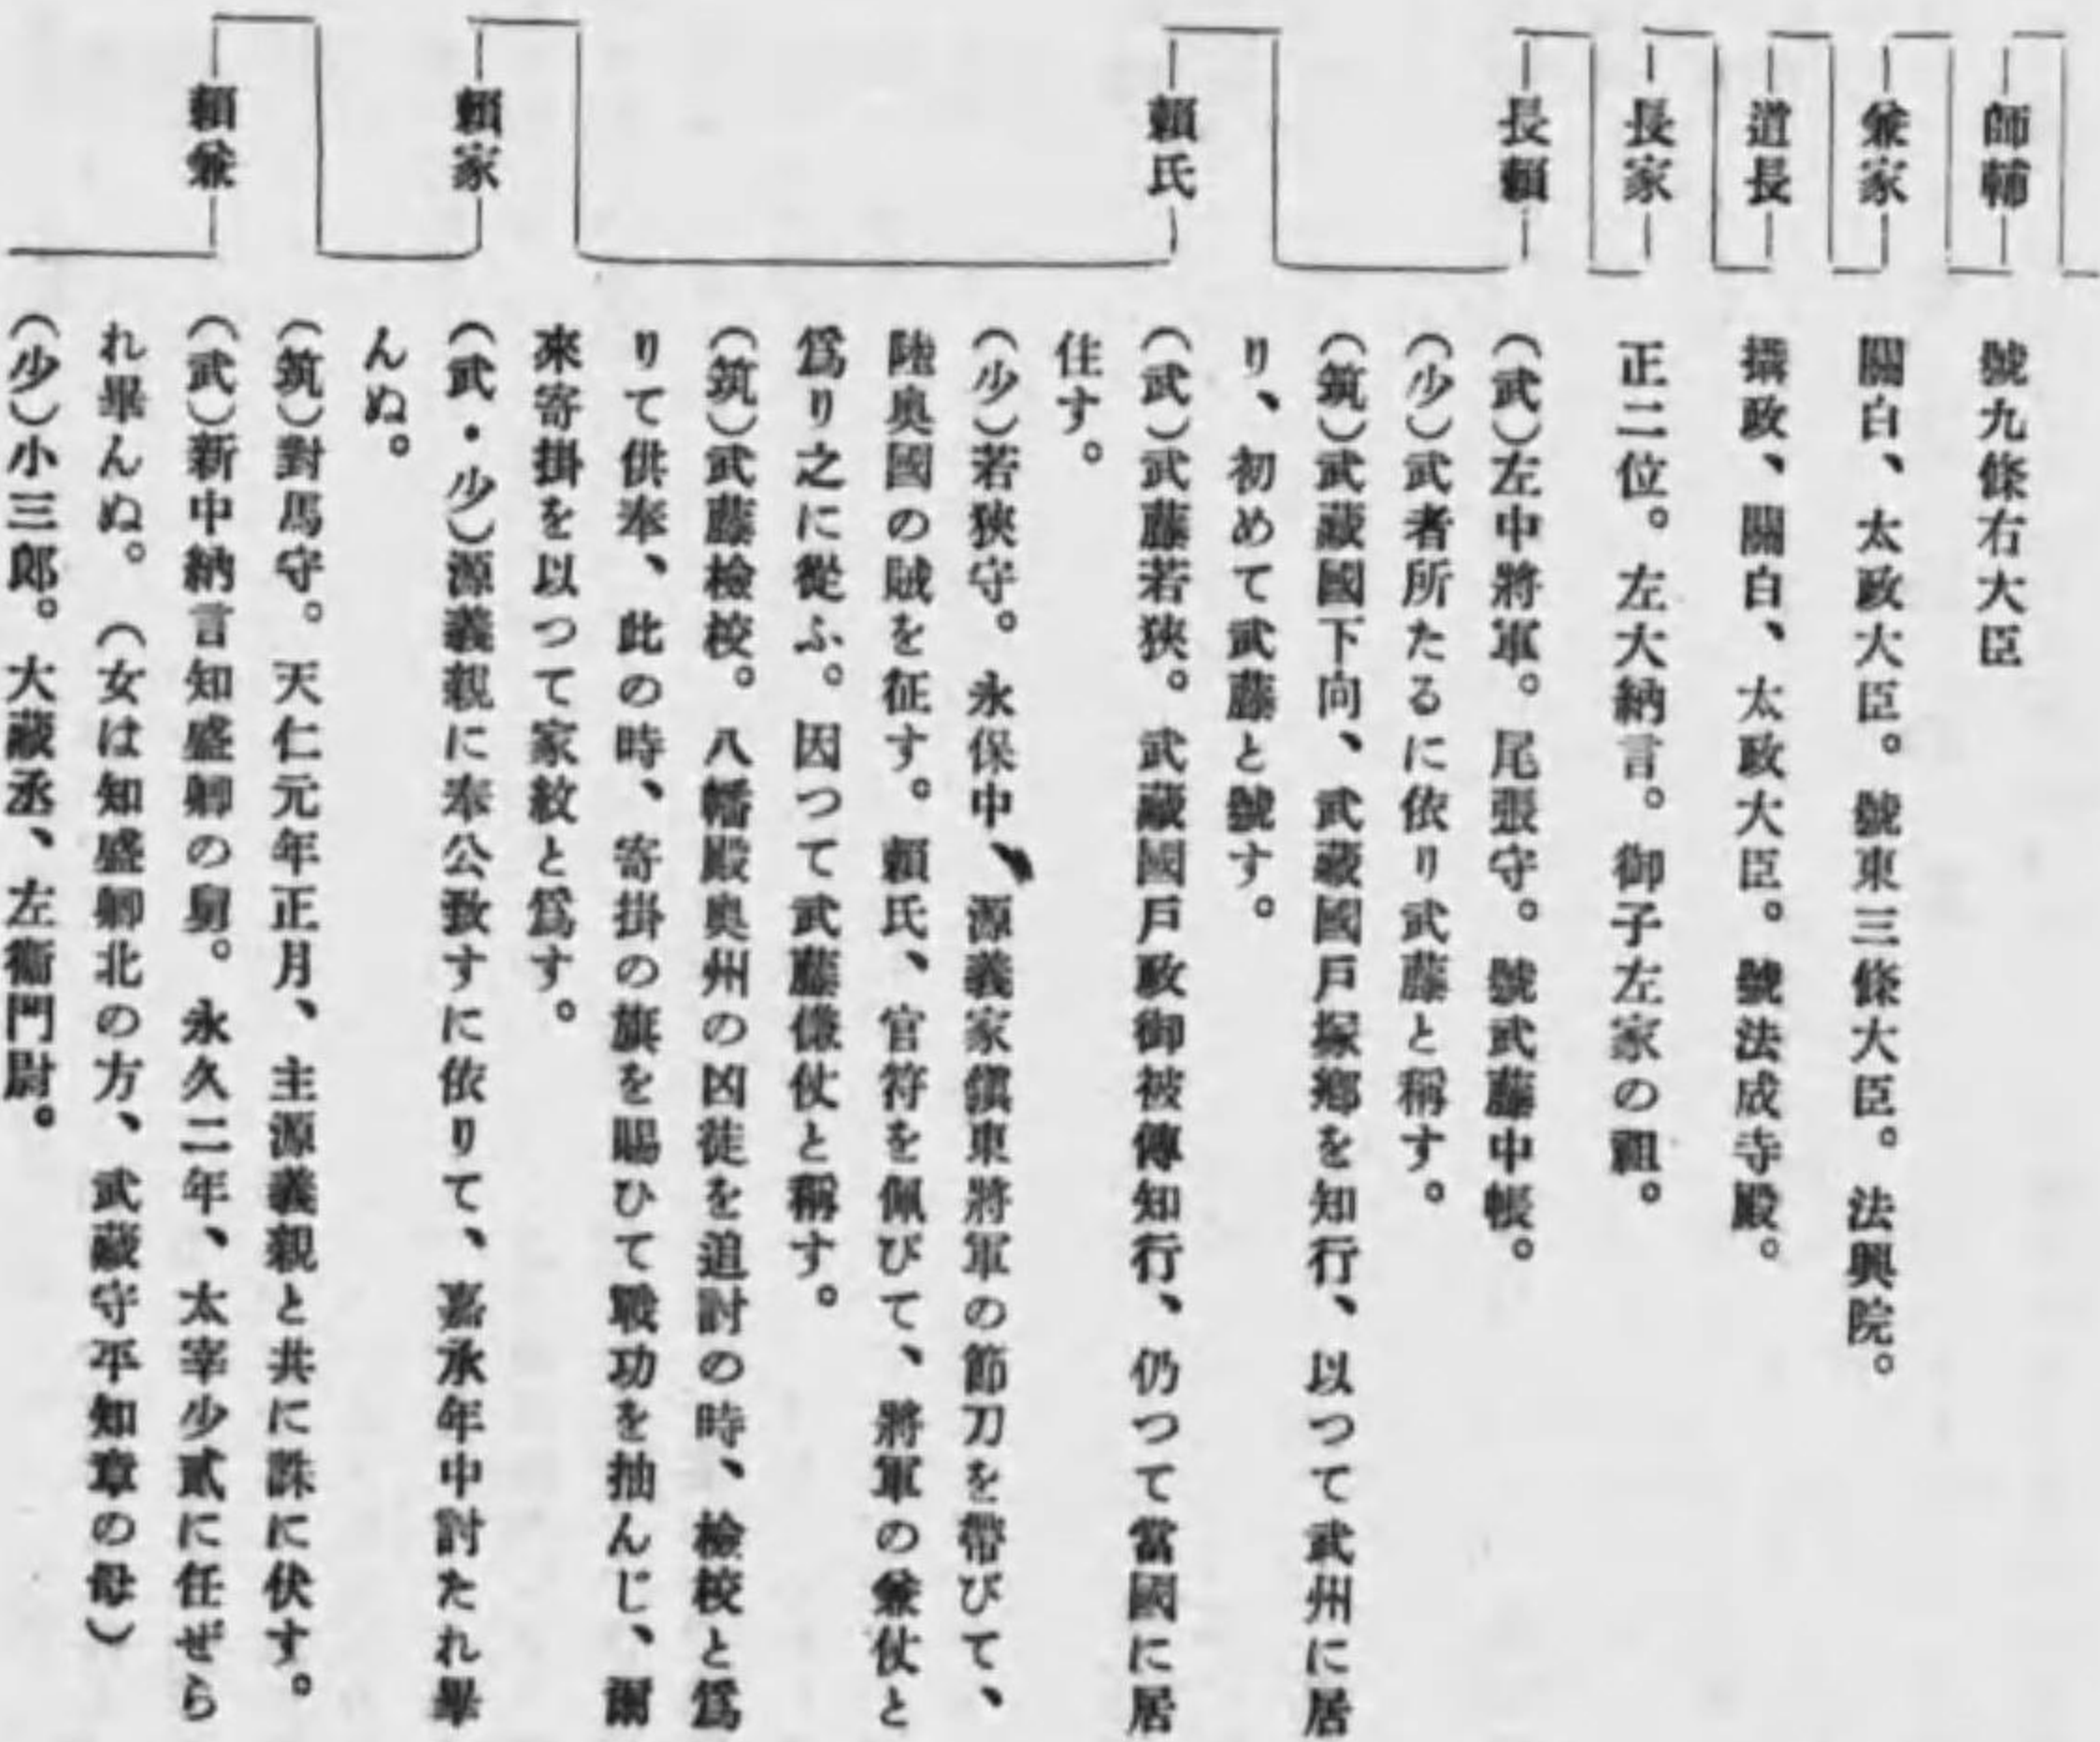 師輔
號九條右大臣
兼家
關白、太政大臣。號東三條大臣。法興院。
道長
攝政、關白、太政大臣。號法成寺殿。
長家
正二位。左大納言。御子左家の祖。
長賴
(武)左中將軍。尾張守。號武藤中帳。
(少)武者所たるに依り武藤と稱す。
(筑)武藏國下向、武藏國戶塚鄕を知行、以つて武州に居
り、初めて武藤と號す。
賴氏
(武)武藤若狹。武藏國戶政御被傳知行、仍つて當國に居
住す。
(少)若狹守。永保中、源義家鎭東將軍の節刀を帶びて、
陸奥國の賊を征す。賴氏、官符を佩びて、將軍の兼仗と
爲り之に從ふ。因つて武藤傔仗と稱す。
(筑)武藤檢校。八幡殿奥州の凶徒を追討の時、檢校と爲
りて供奉、此の時、寄掛の旗を賜ひて戰功を抽んじ、爾
來寄掛を以つて家紋と爲す。
賴家
(武・少)源義親に奉公致すに依りて、嘉承年中討たれ畢
んぬ。
(筑)對馬守。天仁元年正月、主源義親と共に誅に伏す。
賴兼
(武)新中納言知盛卿の舅。永久二年、太宰少貳に任ぜら
れ畢んぬ。(女は知盛卿北の方、武藏守平知章の母)
(少)小三郎。大藏丞、左衞門尉。